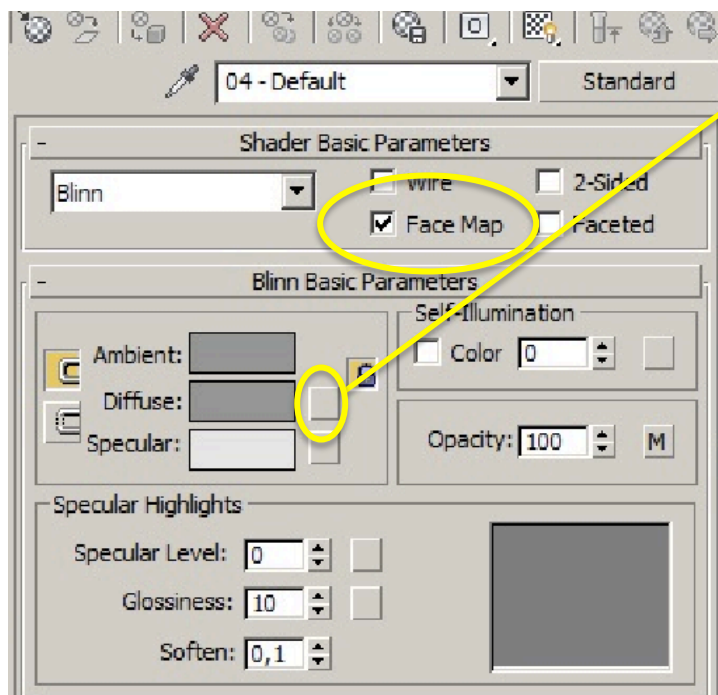 04 - Default Standard
- Shader Basic Parameters
Blinn Wire 2-Sided
Face Map Faceted
- Blinn Basic Parameters
Self-Illumination
Ambient: Color 0
Diffuse:
Specular: Opacity: 100 M
Specular Highlights
Specular Level: 0
Glossiness: 10
Soften: 0,1